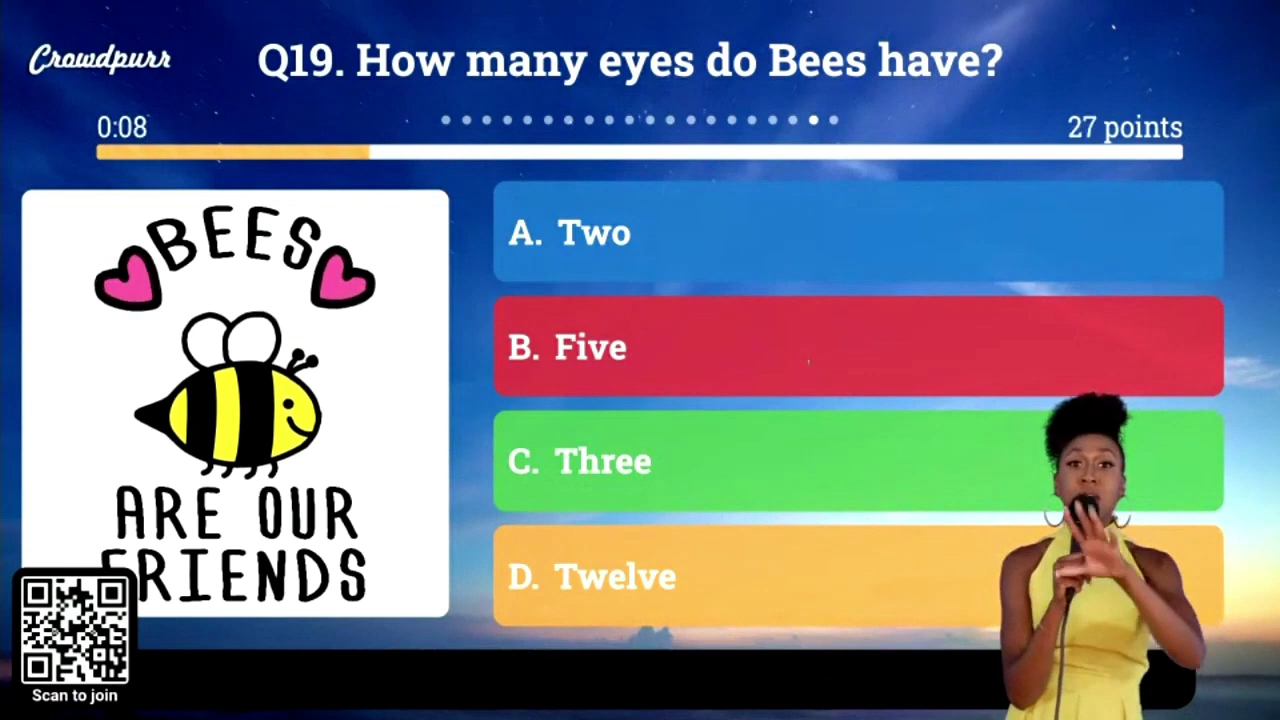 Crowdpurr
Q19. How many eyes do Bees have?
0:08
27 points
BEES
ARE OUR
FRIENDS
A. Two
B. Five
C. Three
D. Twelve
Scan to join